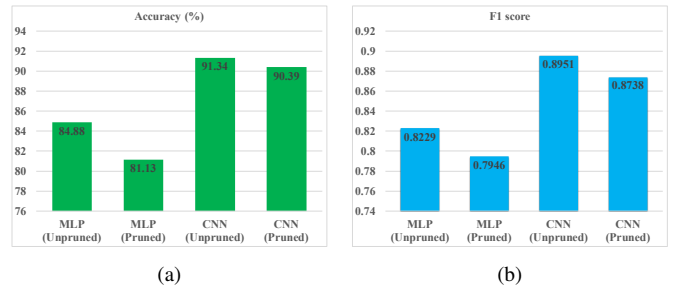 Accuracy (%)
94
92
90
88
86
84
82
80
78
76
84.88
81.13
91.34
90.39
MLP (Unpruned)
MLP (Pruned)
CNN (Unpruned)
CNN (Pruned)
(a)
F1 score
0.92
0.9
0.88
0.86
0.84
0.82
0.8
0.78
0.76
0.74
0.8229
0.7946
0.8951
0.8738
MLP (Unpruned)
MLP (Pruned)
CNN (Unpruned)
CNN (Pruned)
(b)